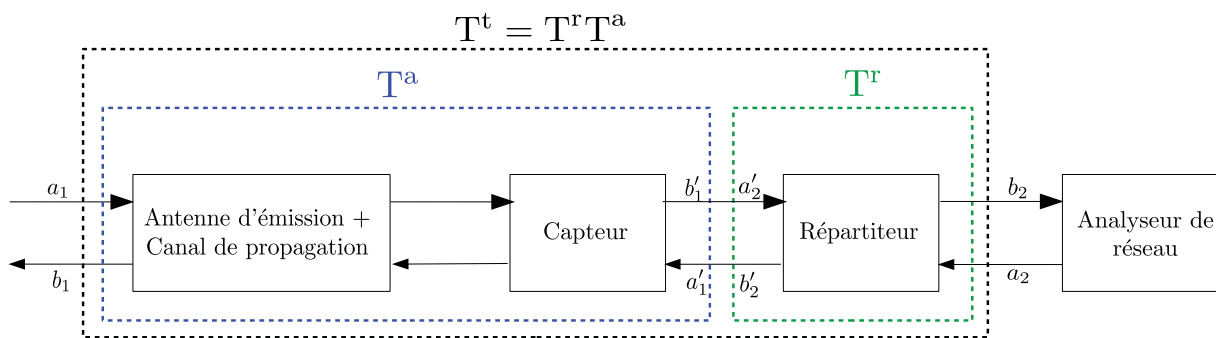 Tᵗ = TʳTᵃ
Tᵃ
Tʳ
a₁
b₁
Antenne d'émission +
Canal de propagation
Capteur
b′₁
a′₁
a′₂
b′₂
Répartiteur
b₂
a₂
Analyseur de
réseau